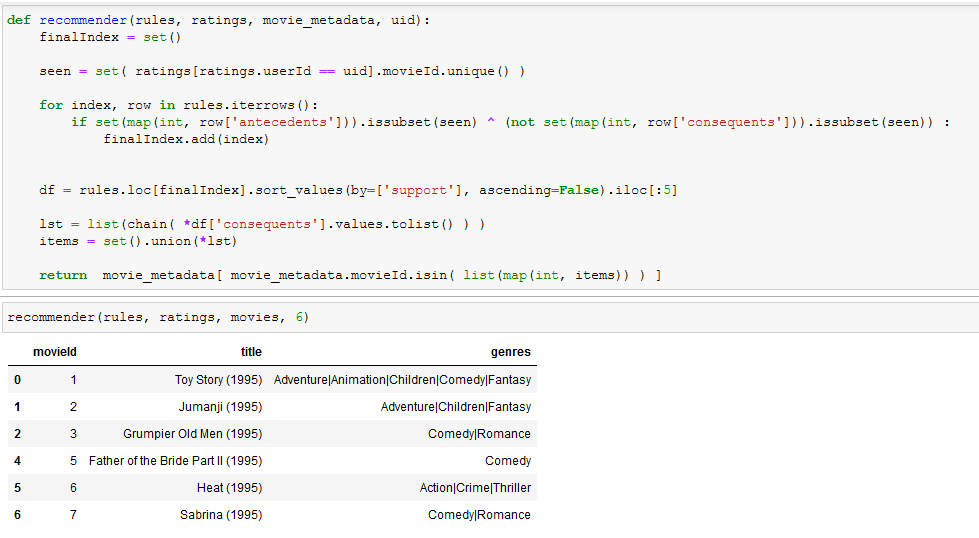 def recommender(rules, ratings, movie_metadata, uid):
    finalIndex = set()
    seen = set( ratings[ratings.userId == uid].movieId.unique() )
    for index, row in rules.iterrows():
        if set(map(int, row['antecedents'])).issubset(seen) ^ (not set(map(int, row['consequents'])).issubset(seen)) :
            finalIndex.add(index)
    df = rules.loc[finalIndex].sort_values(by=['support'], ascending=False).iloc[:5]
    lst = list(chain( *df['consequents'].values.tolist() ) )
    items = set().union(*lst)
    return  movie_metadata[ movie_metadata.movieId.isin( list(map(int, items)) ) ]
recommender(rules, ratings, movies, 6)
movieId title genres
0 1 Toy Story (1995) Adventure|Animation|Children|Comedy|Fantasy
1 2 Jumanji (1995) Adventure|Children|Fantasy
2 3 Grumpier Old Men (1995) Comedy|Romance
4 5 Father of the Bride Part II (1995) Comedy
5 6 Heat (1995) Action|Crime|Thriller
6 7 Sabrina (1995) Comedy|Romance